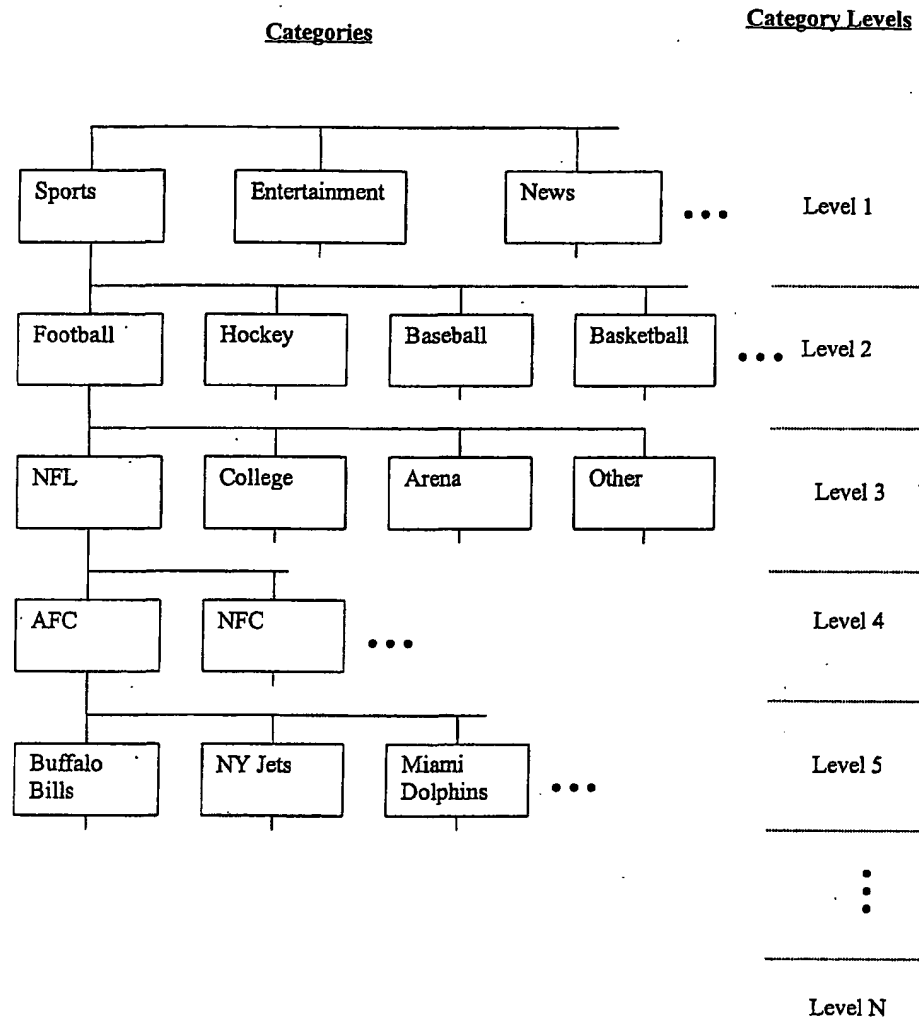 Categories
Category Levels
Sports
Entertainment
News
Level 1
Football
Hockey
Baseball
Basketball
Level 2
NFL
College
Arena
Other
Level 3
AFC
NFC
Level 4
Buffalo
Bills
NY Jets
Miami
Dolphins
Level 5
Level N